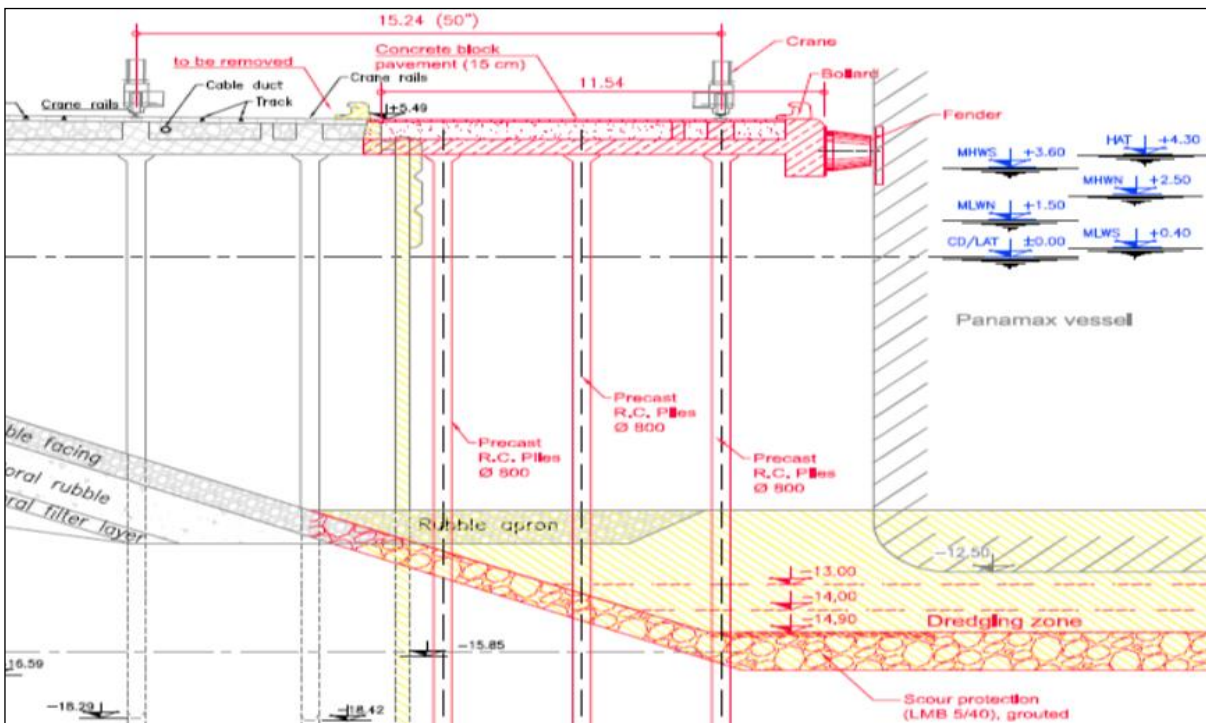 15.24 (50")
to be removed
Concrete block
pavement (15 cm)
Crane
Crane rails
11.54
Bollard
Cable duct
Crane rails
Track
+5.49
Fender
HAT +4.30
MHWS +3.60
MHWN +2.50
MLWN +1.50
MLWS +0.40
CD/LAT ±0.00
Panamax vessel
Precast
R.C. Piles
Ø 800
Precast
R.C. Piles
Ø 800
Precast
R.C. Piles
Ø 800
ble facing
oral rubble
oral filter layer
Rubble apron
-12.50
-13.00
-14,00
-14,90
Dredging zone
-15.85
-16.59
-18.29
-18.42
Scour protection
(LMB 5/40), grouted